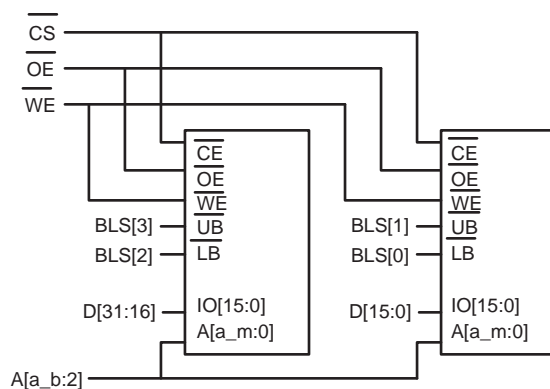 CS
OE
WE
CE
OE
WE
BLS[3] UB
BLS[2] LB
D[31:16] IO[15:0]
A[a_m:0]
CE
OE
WE
BLS[1] UB
BLS[0] LB
D[15:0] IO[15:0]
A[a_m:0]
A[a_b:2]